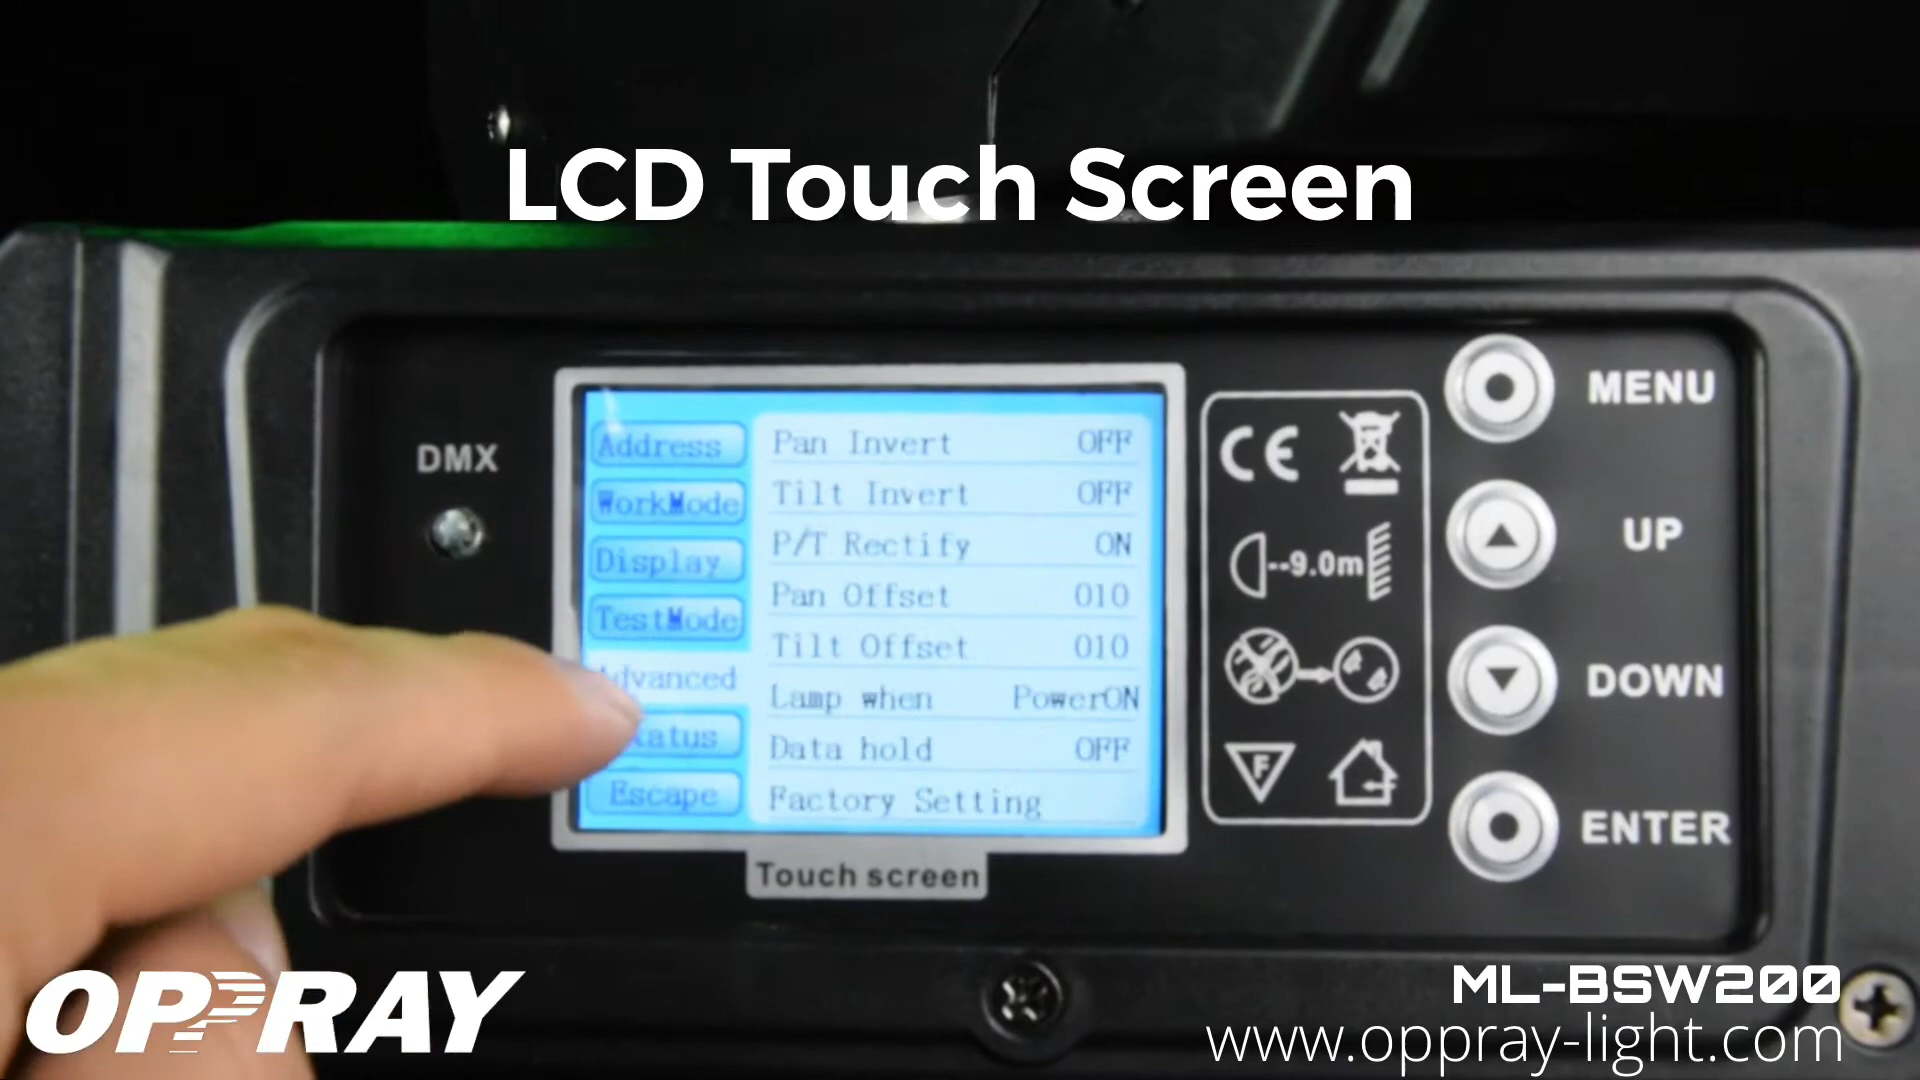 LCD Touch Screen
DMX
Address
WorkMode
Display
TestMode
Advanced
Status
Escape
Pan Invert OFF
Tilt Invert OFF
P/T Rectify ON
Pan Offset 010
Tilt Offset 010
Lamp when PowerON
Data hold OFF
Factory Setting
Touch screen
CE
--9.0m
F
MENU
UP
DOWN
ENTER
OPPRAY
ML-BSW200
www.oppray-light.com